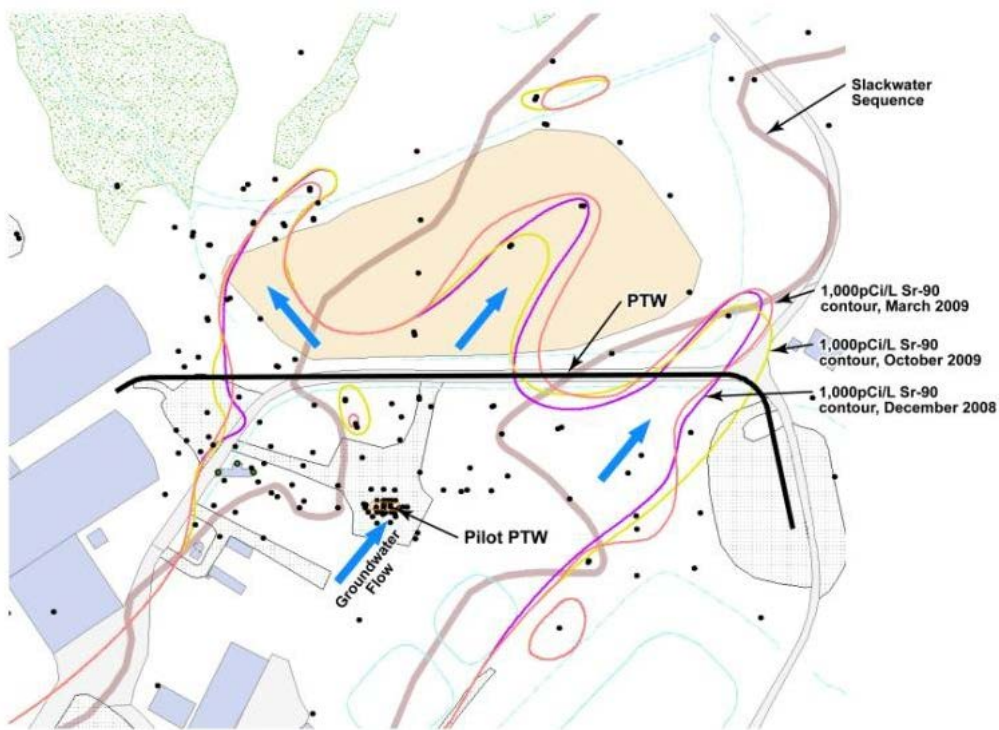 Slackwater
Sequence
PTW
1,000pCi/L Sr-90
contour, March 2009
1,000pCi/L Sr-90
contour, October 2009
1,000pCi/L Sr-90
contour, December 2008
Pilot PTW
Groundwater
Flow